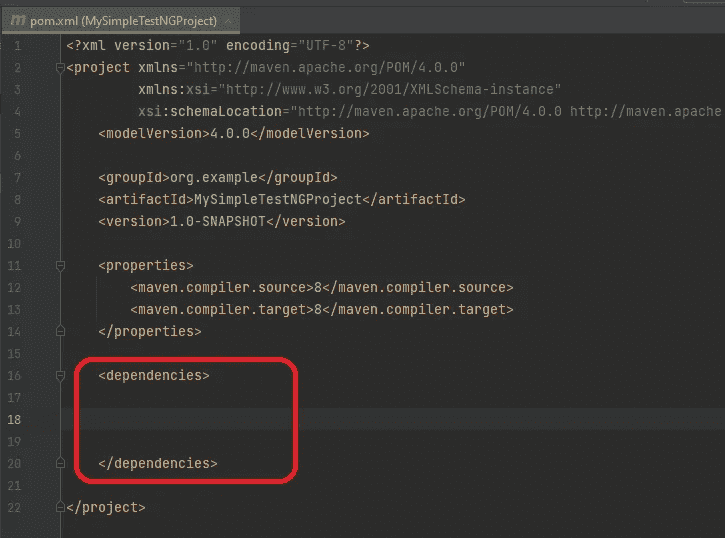 m pom.xml (MySimpleTestNGProject) ×
1 <?xml version="1.0" encoding="UTF-8"?>
2 <project xmlns="http://maven.apache.org/POM/4.0.0"
3 xmlns:xsi="http://www.w3.org/2001/XMLSchema-instance"
4 xsi:schemaLocation="http://maven.apache.org/POM/4.0.0 http://maven.apache
5 <modelVersion>4.0.0</modelVersion>
6
7 <groupId>org.example</groupId>
8 <artifactId>MySimpleTestNGProject</artifactId>
9 <version>1.0-SNAPSHOT</version>
10
11 <properties>
12 <maven.compiler.source>8</maven.compiler.source>
13 <maven.compiler.target>8</maven.compiler.target>
14 </properties>
15
16 <dependencies>
17
18
19
20 </dependencies>
21
22 </project>